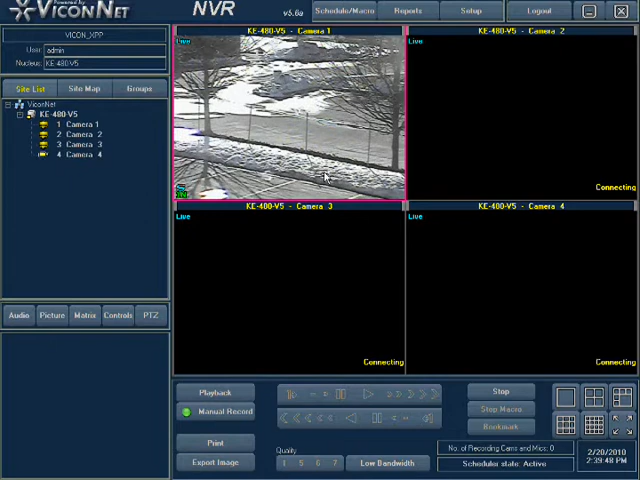 Powered by
VICONNET
NVR
v5.6a
Schedule/Macro
Reports
Setup
Logout
VICON_XPP
User:
admin
Nucleus:
KE-480-V5
Site List
Site Map
Groups
ViconNet
KE-480-V5
1 Camera 1
2 Camera 2
3 Camera 3
4 Camera 4
Audio
Picture
Matrix
Controls
PTZ
KE-480-V5 - Camera 1
Live
KE-480-V5 - Camera 2
Live
Connecting
KE-480-V5 - Camera 3
Live
Connecting
KE-480-V5 - Camera 4
Live
Connecting
Playback
Manual Record
Print
Export Image
Quality
1 5 6 7
Low Bandwidth
Stop
Stop Macro
Bookmark
No. of Recording Cams and Mics: 0
Scheduler state: Active
2/20/2010
2:39:48 PM